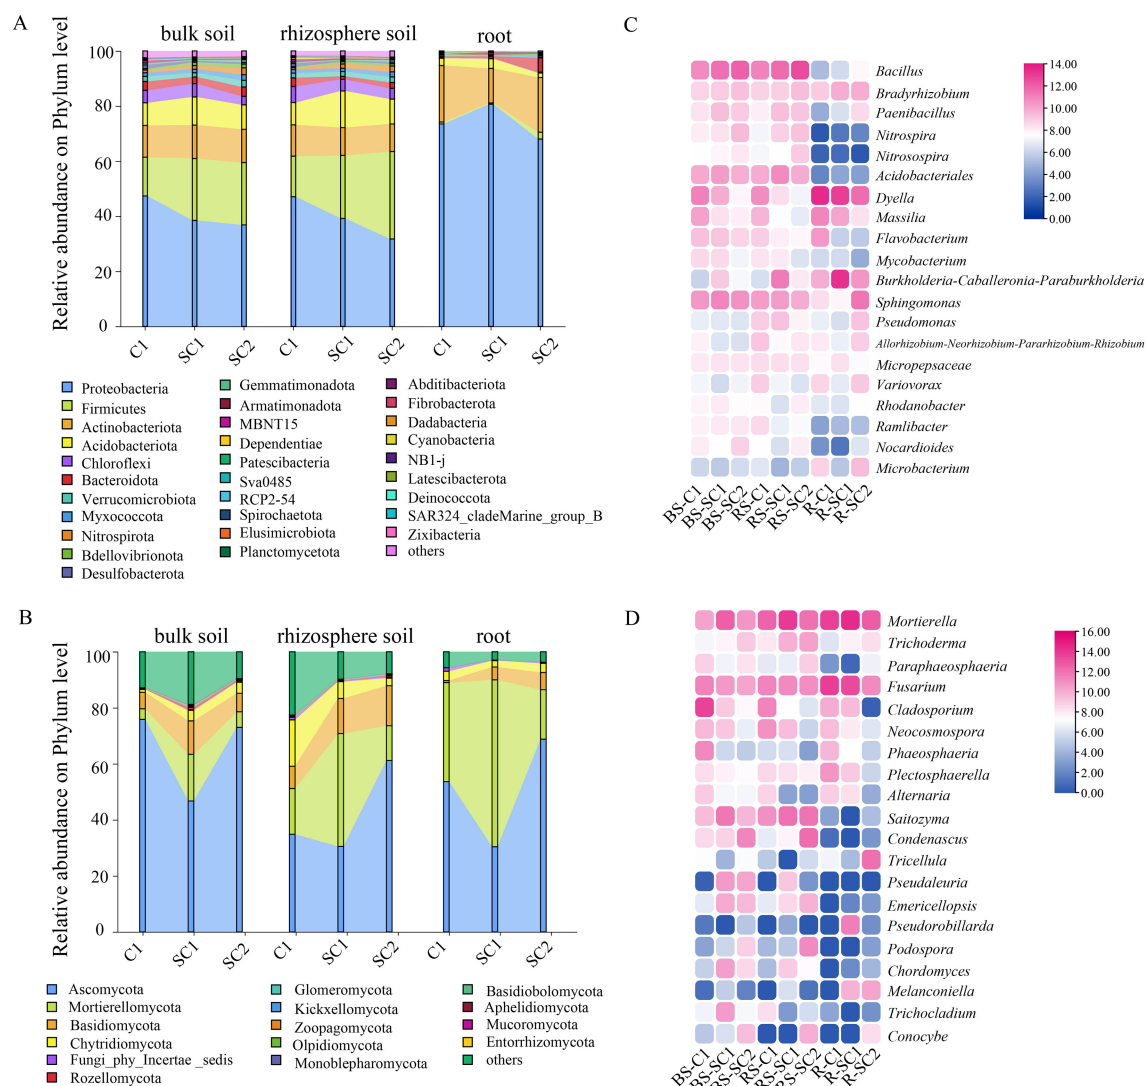 A
bulk soil
rhizosphere soil
root
Relative abundance on Phylum level
100
80
60
40
20
0
C1
SC1
SC2
C1
SC1
SC2
C1
SC1
SC2
Proteobacteria
Firmicutes
Actinobacteriota
Acidobacteriota
Chloroflexi
Bacteroidota
Verrucomicrobiota
Myxococcota
Nitrospirota
Bdellovibrionota
Desulfobacterota
Gemmatimonadota
Armatimonadota
MBNT15
Dependentiae
Patescibacteria
Sva0485
RCP2-54
Spirochaetota
Elusimicrobiota
Planctomycetota
Abditibacteriota
Fibrobacterota
Dadabacteria
Cyanobacteria
NB1-j
Latescibacterota
Deinococcota
SAR324_cladeMarine_group_B
Zixibacteria
others
B
bulk soil
rhizosphere soil
root
Relative abundance on Phylum level
100
80
60
40
20
0
C1
SC1
SC2
C1
SC1
SC2
C1
SC1
SC2
Ascomycota
Mortierellomycota
Basidiomycota
Chytridiomycota
Fungi_phy_Incertae _sedis
Rozellomycota
Glomeromycota
Kickxellomycota
Zoopagomycota
Olpidiomycota
Monoblepharomycota
Basidiobolomycota
Aphelidiomycota
Mucoromycota
Entorrhizomycota
others
C
Bacillus
Bradyrhizobium
Paenibacillus
Nitrospira
Nitrosospira
Acidobacteriales
Dyella
Massilia
Flavobacterium
Mycobacterium
Burkholderia-Caballeronia-Paraburkholderia
Sphingomonas
Pseudomonas
Allorhizobium-Neorhizobium-Pararhizobium-Rhizobium
Micropepsaceae
Variovorax
Rhodanobacter
Ramlibacter
Nocardioides
Microbacterium
BS-C1
BS-SC1
BS-SC2
RS-C1
RS-SC1
RS-SC2
R-C1
R-SC1
R-SC2
14.00
12.00
10.00
8.00
6.00
4.00
2.00
0.00
D
Mortierella
Trichoderma
Paraphaeosphaeria
Fusarium
Cladosporium
Neocosmospora
Phaeosphaeria
Plectosphaerella
Alternaria
Saitozyma
Condenascus
Tricellula
Pseudaleuria
Emericellopsis
Pseudorobillarda
Podospora
Chordomyces
Melanconiella
Trichocladium
Conocybe
BS-C1
BS-SC1
BS-SC2
RS-C1
RS-SC1
RS-SC2
R-C1
R-SC1
R-SC2
16.00
14.00
12.00
10.00
8.00
6.00
4.00
2.00
0.00